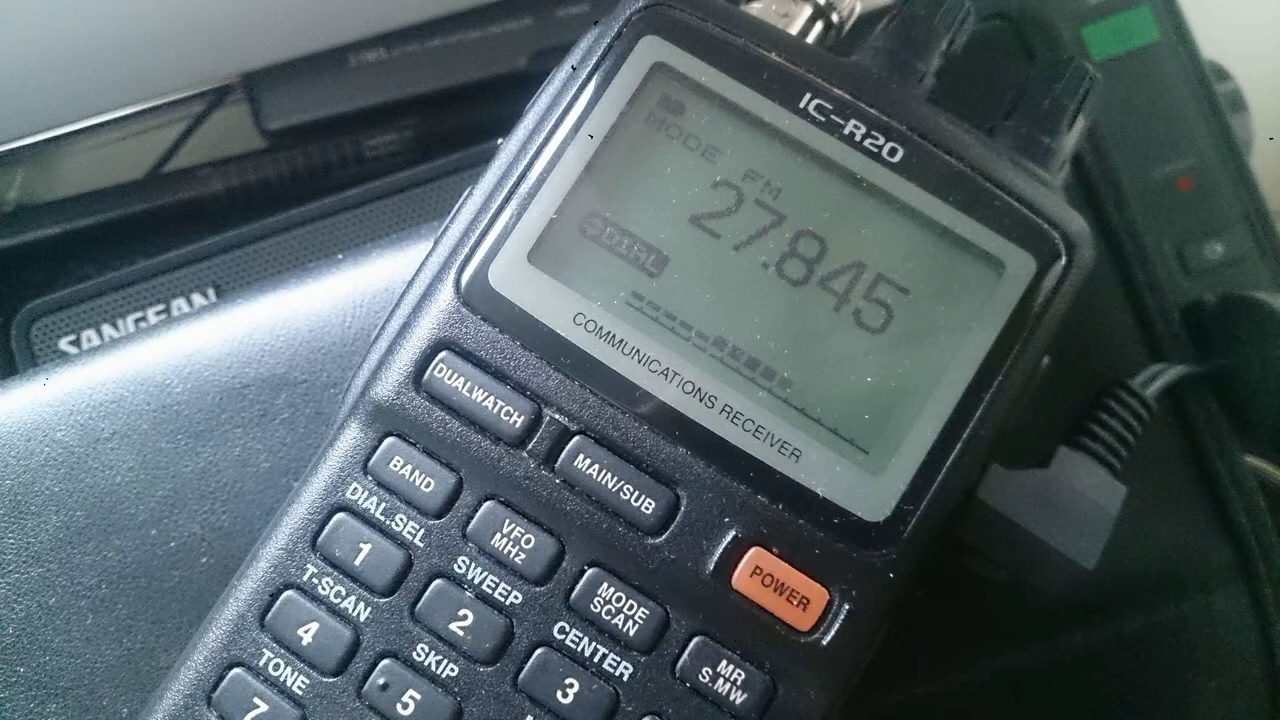 IC-R20
MODE FM
27.845
COMMUNICATIONS RECEIVER
SANGEAN
DUALWATCH
MAIN/SUB
BAND
VFO
MHz
MODE
SCAN
MR
S.MW
POWER
DIAL.SEL
1
SWEEP
2
CENTER
3
T-SCAN
4
SKIP
5
TONE
7